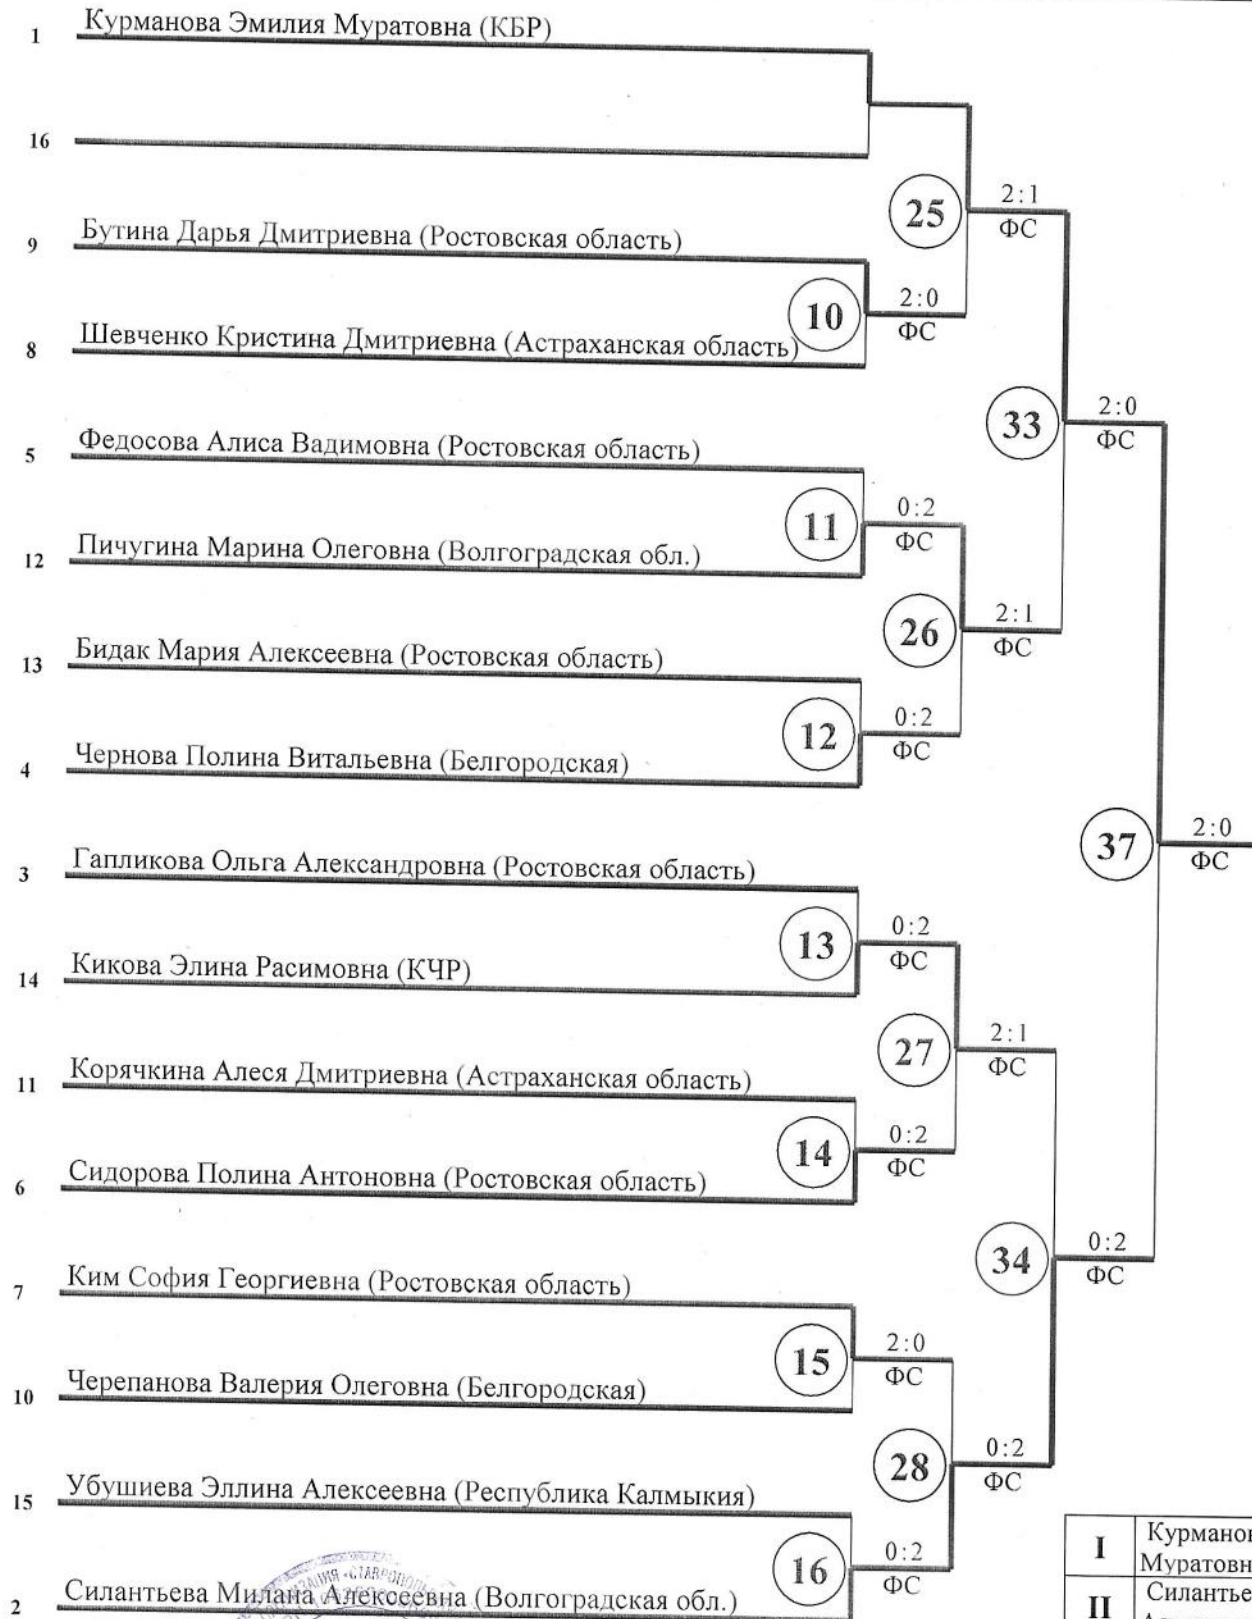 1 Курманова Эмилия Муратовна (КБР)
16
25 2:1
ФС
9 Бутина Дарья Дмитриевна (Ростовская область)
10 2:0
ФС
8 Шевченко Кристина Дмитриевна (Астраханская область)
33 2:0
ФС
5 Федосова Алиса Вадимовна (Ростовская область)
11 0:2
ФС
12 Пичугина Марина Олеговна (Волгоградская обл.)
26 2:1
ФС
13 Бидак Мария Алексеевна (Ростовская область)
12 0:2
ФС
4 Чернова Полина Витальевна (Белгородская)
37 2:0
ФС
3 Гапликова Ольга Александровна (Ростовская область)
13 0:2
ФС
14 Кикова Элина Расимовна (КЧР)
27 2:1
ФС
11 Корячкина Алеся Дмитриевна (Астраханская область)
14 0:2
ФС
6 Сидорова Полина Антоновна (Ростовская область)
34 0:2
ФС
7 Ким София Георгиевна (Ростовская область)
15 2:0
ФС
10 Черепанова Валерия Олеговна (Белгородская)
28 0:2
ФС
15 Убушиева Эллина Алексеевна (Республика Калмыкия)
16 0:2
ФС
2 Силантьева Милана Алексеевна (Волгоградская обл.)
I Курманов
Муратовн
II Силантье